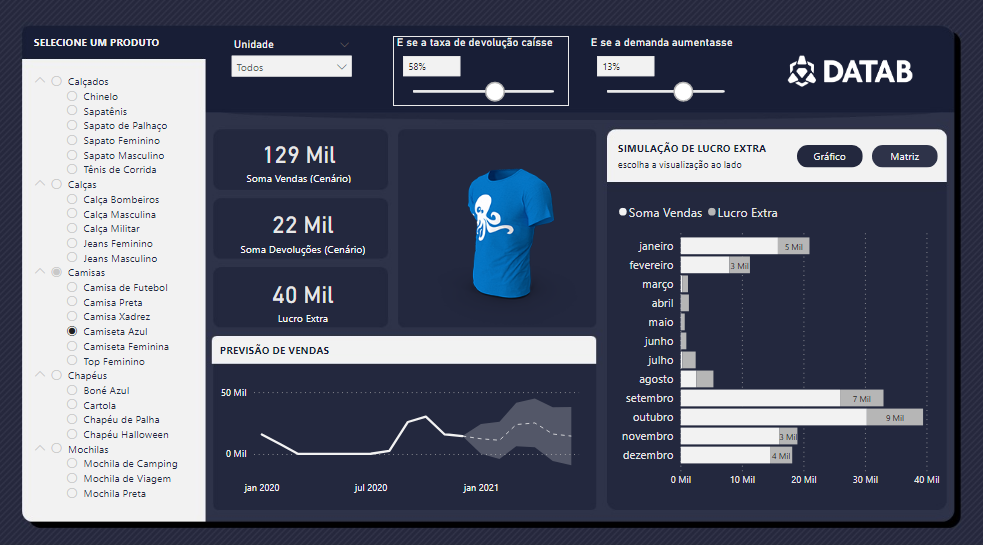 SELECIONE UM PRODUTO
Calçados
Chinelo
Sapatênis
Sapato de Palhaço
Sapato Feminino
Sapato Masculino
Tênis de Corrida
Calças
Calça Bombeiros
Calça Masculina
Calça Militar
Jeans Feminino
Jeans Masculino
Camisas
Camisa de Futebol
Camisa Preta
Camisa Xadrez
Camiseta Azul
Camiseta Feminina
Top Feminino
Chapéus
Boné Azul
Cartola
Chapéu de Palha
Chapéu Halloween
Mochilas
Mochila de Camping
Mochila de Viagem
Mochila Preta
Unidade
Todos
E se a taxa de devolução caísse
58%
E se a demanda aumentasse
13%
DATAB
129 Mil
Soma Vendas (Cenário)
22 Mil
Soma Devoluções (Cenário)
40 Mil
Lucro Extra
SIMULAÇÃO DE LUCRO EXTRA
escolha a visualização ao lado
Gráfico
Matriz
Soma Vendas
Lucro Extra
janeiro
5 Mil
fevereiro
3 Mil
março
abril
maio
junho
julho
agosto
setembro
7 Mil
outubro
9 Mil
novembro
3 Mil
dezembro
4 Mil
0 Mil
10 Mil
20 Mil
30 Mil
40 Mil
PREVISÃO DE VENDAS
50 Mil
0 Mil
jan 2020
jul 2020
jan 2021